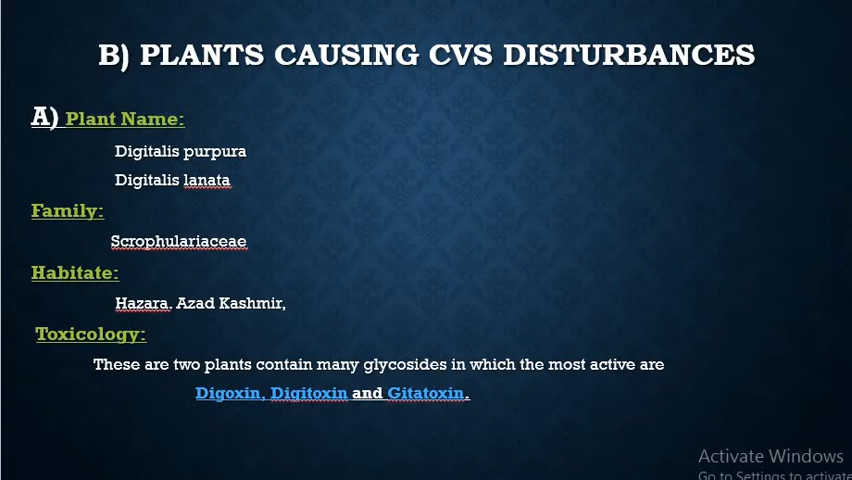 B) PLANTS CAUSING CVS DISTURBANCES
A) Plant Name:
Digitalis purpura
Digitalis lanata
Family:
Scrophulariaceae
Habitate:
Hazara. Azad Kashmir,
Toxicology:
These are two plants contain many glycosides in which the most active are
Digoxin, Digitoxin and Gitatoxin.
Activate Windows
Go to Settings to activate